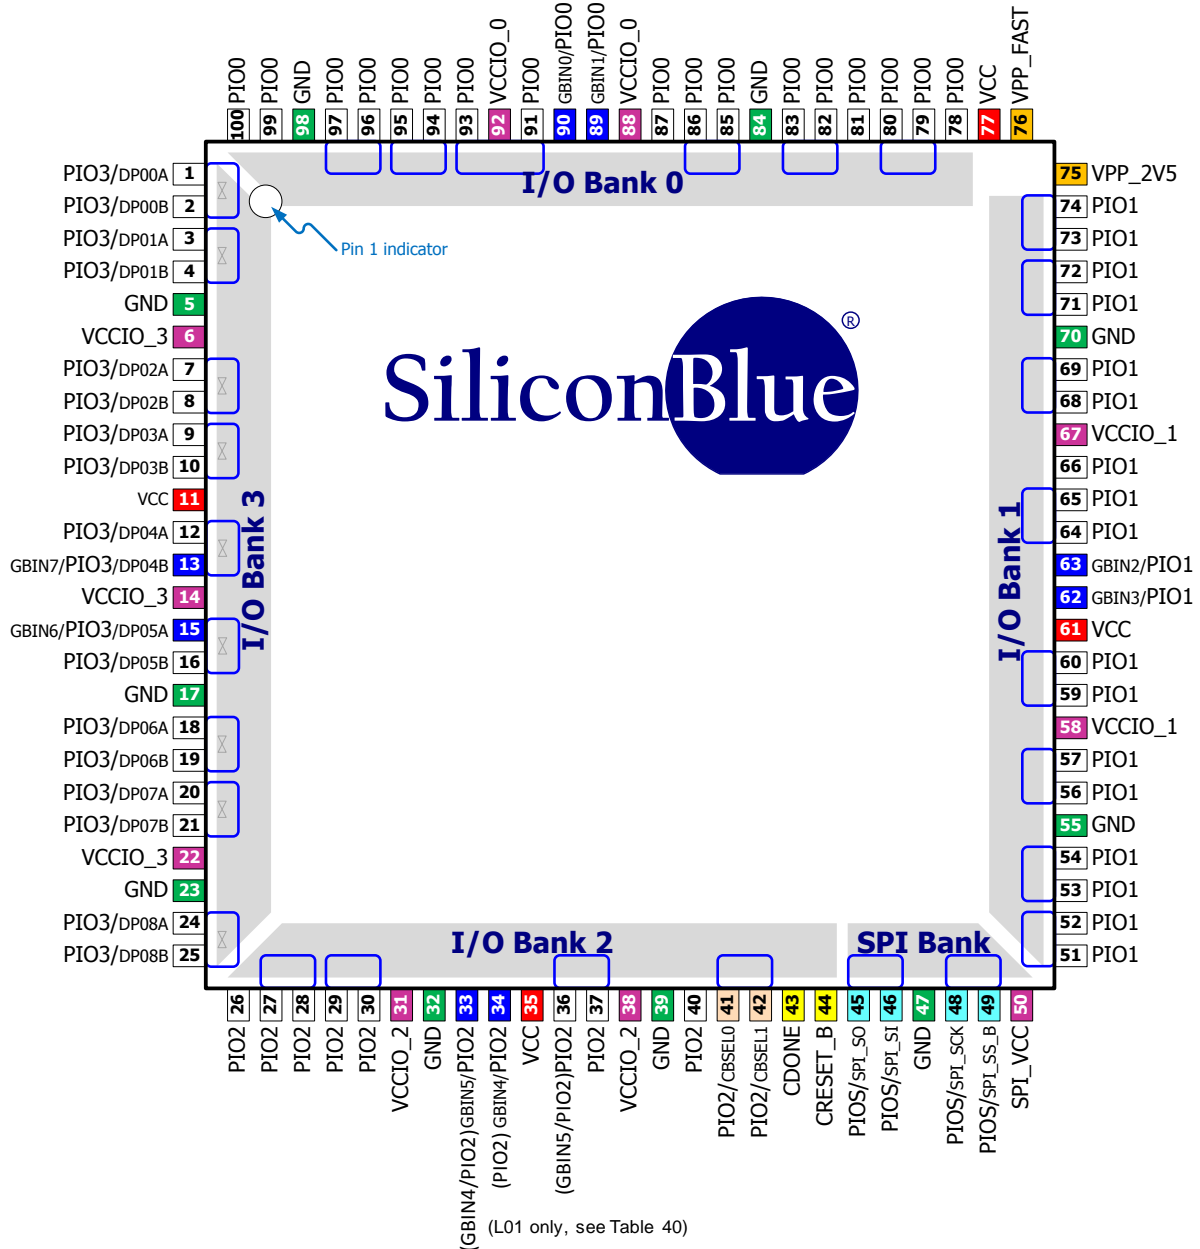 100 PIO0
99 PIO0
98 GND
97 PIO0
96 PIO0
95 PIO0
94 PIO0
93 PIO0
92 VCCIO_0
91 PIO0
90 GBIN0/PIO0
89 GBIN1/PIO0
88 VCCIO_0
87 PIO0
86 PIO0
85 PIO0
84 GND
83 PIO0
82 PIO0
81 PIO0
80 PIO0
79 PIO0
78 PIO0
77 VCC
76 VPP_FAST
PIO3/DP00A 1
PIO3/DP00B 2
PIO3/DP01A 3
PIO3/DP01B 4
GND 5
VCCIO_3 6
PIO3/DP02A 7
PIO3/DP02B 8
PIO3/DP03A 9
PIO3/DP03B 10
VCC 11
PIO3/DP04A 12
GBIN7/PIO3/DP04B 13
VCCIO_3 14
GBIN6/PIO3/DP05A 15
PIO3/DP05B 16
GND 17
PIO3/DP06A 18
PIO3/DP06B 19
PIO3/DP07A 20
PIO3/DP07B 21
VCCIO_3 22
GND 23
PIO3/DP08A 24
PIO3/DP08B 25
I/O Bank 0
Pin 1 indicator
SiliconBlue®
I/O Bank 3
I/O Bank 1
I/O Bank 2
SPI Bank
75 VPP_2V5
74 PIO1
73 PIO1
72 PIO1
71 PIO1
70 GND
69 PIO1
68 PIO1
67 VCCIO_1
66 PIO1
65 PIO1
64 PIO1
63 GBIN2/PIO1
62 GBIN3/PIO1
61 VCC
60 PIO1
59 PIO1
58 VCCIO_1
57 PIO1
56 PIO1
55 GND
54 PIO1
53 PIO1
52 PIO1
51 PIO1
26 PIO2
27 PIO2
28 PIO2
29 PIO2
30 PIO2
31 VCCIO_2
32 GND
33 (GBIN4/PIO2)GBIN5/PIO2
34 (PIO2) GBIN4/PIO2
35 VCC
36 (GBIN5/PIO2)PIO2
37 PIO2
38 VCCIO_2
39 GND
40 PIO2
41 PIO2/CBSEL0
42 PIO2/CBSEL1
43 CDONE
44 CRESET_B
45 PIOS/SPI_SO
46 PIOS/SPI_SI
47 GND
48 PIOS/SPI_SCK
49 PIOS/SPI_SS_B
50 SPI_VCC
(L01 only, see Table 40)